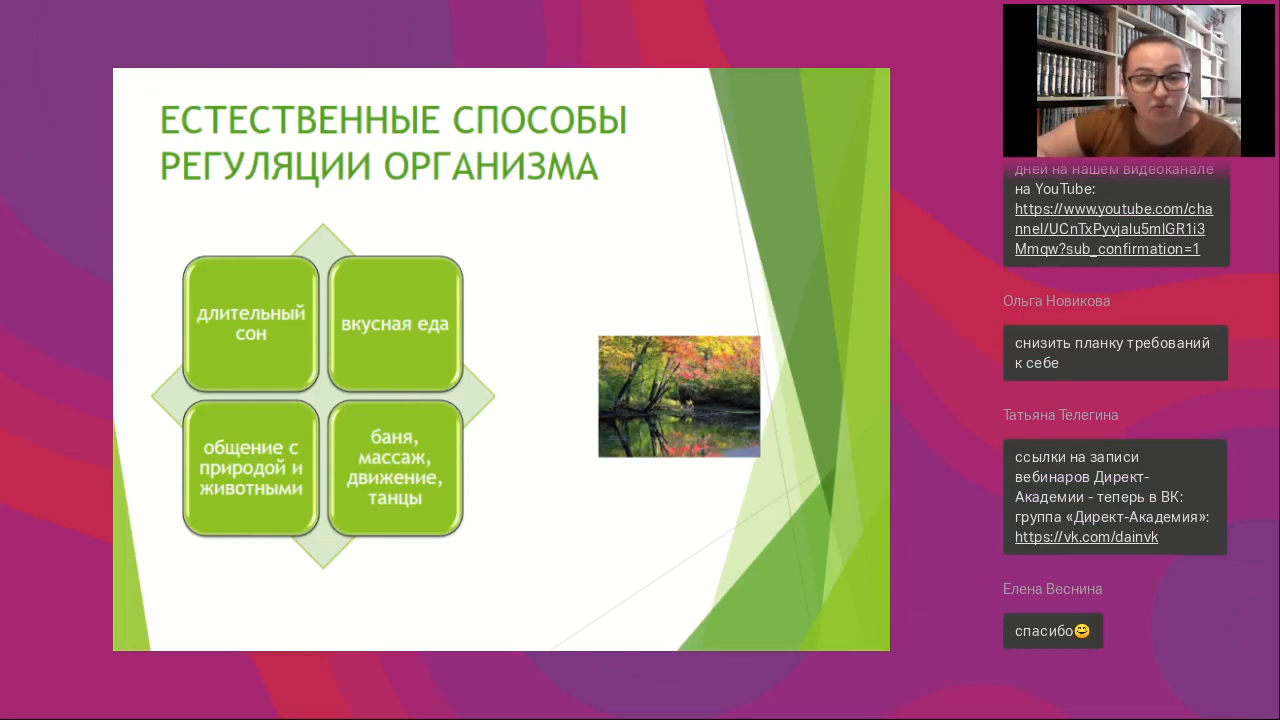 ЕСТЕСТВЕННЫЕ СПОСОБЫ
РЕГУЛЯЦИИ ОРГАНИЗМА
длительный
сон
вкусная еда
общение с
природой и
животными
баня,
массаж,
движение,
танцы
дней на нашем видеоканале
на YouTube:
https://www.youtube.com/cha
nnel/UCnTxPyvjalu5mlGR1i3
Mmqw?sub_confirmation=1
Ольга Новикова
снизить планку требований
к себе
Татьяна Телегина
ссылки на записи
вебинаров Директ-
Академии - теперь в ВК:
группа «Директ-Академия»:
https://vk.com/dainvk
Елена Веснина
спасибо😊